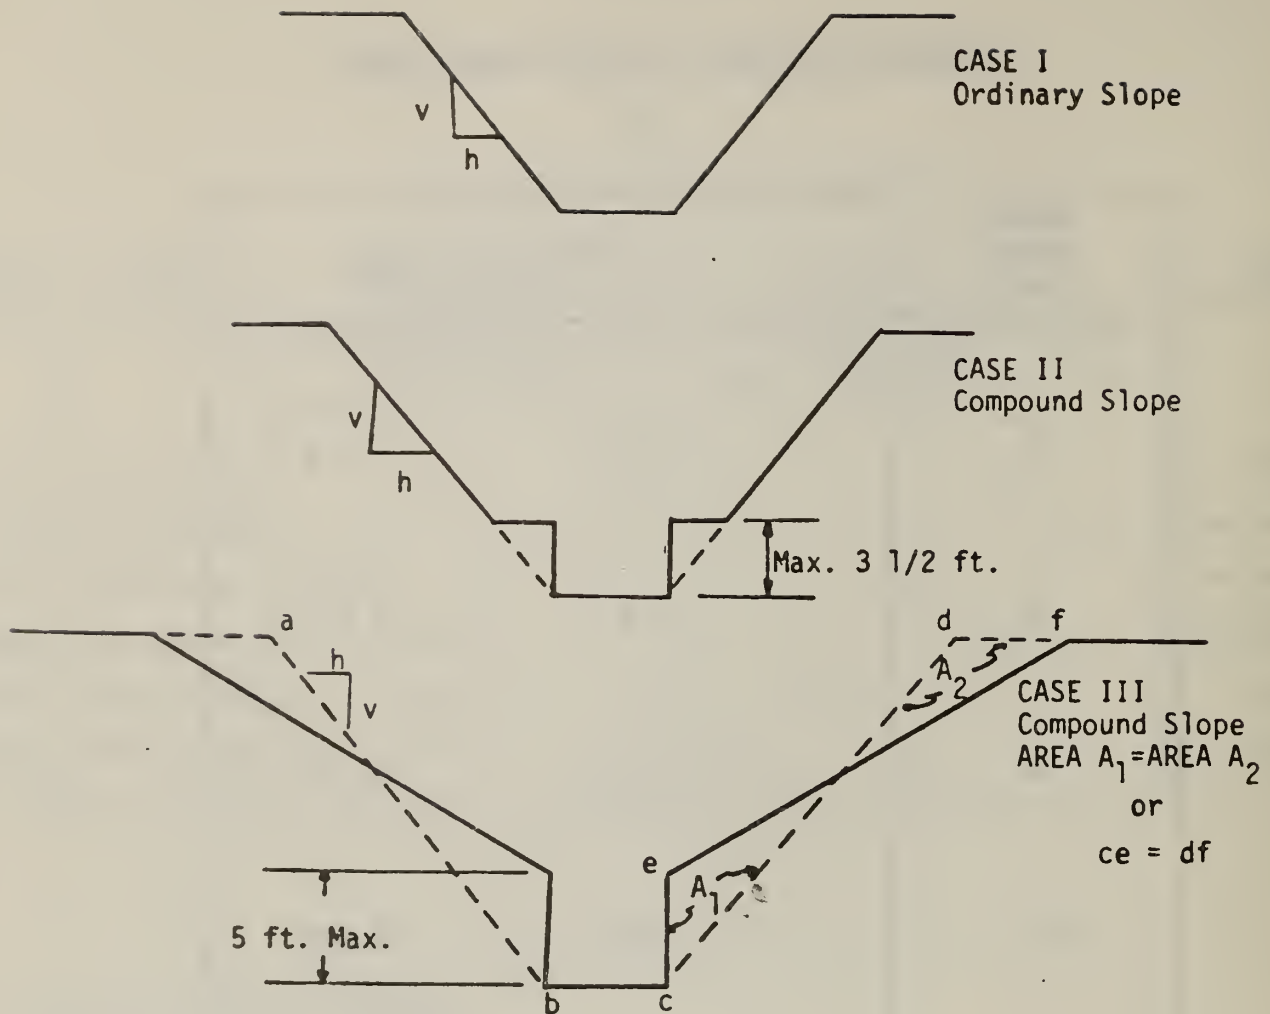 CASE I
Ordinary Slope
v
h
CASE II
Compound Slope
v
h
Max. 3 1/2 ft.
a
d
f
h
v
A2
CASE III
Compound Slope
AREA A1=AREA A2
or
ce = df
e
A1
5 ft. Max.
b
c